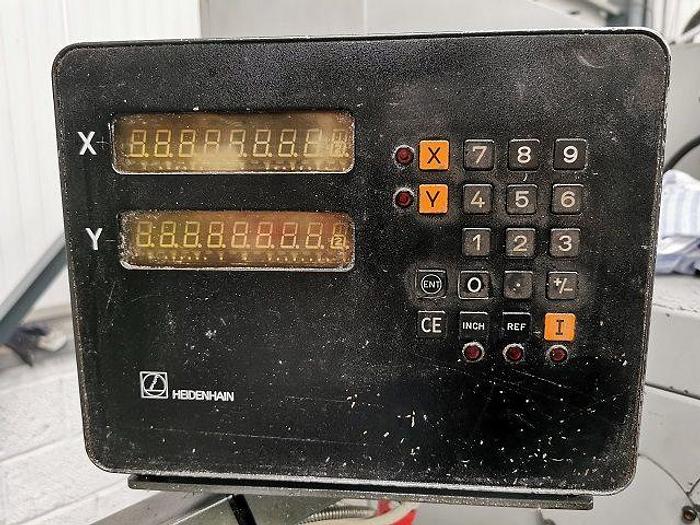 X
Y
X 7 8 9
Y 4 5 6
1 2 3
ENT 0 . +/-
CE INCH REF I
HEIDENHAIN